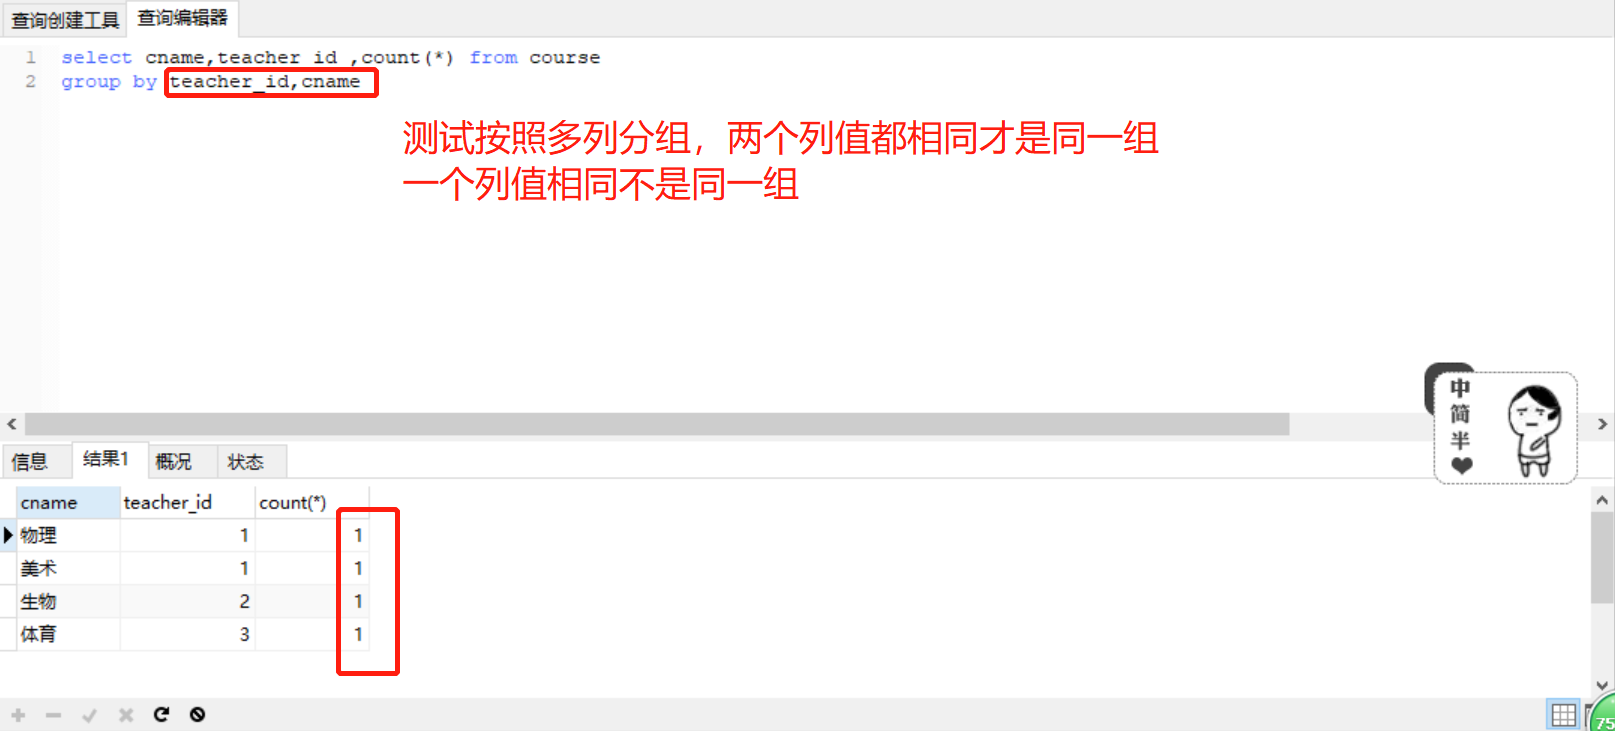 查询创建工具 查询编辑器
1 select cname,teacher_id ,count(*) from course
2 group by teacher_id,cname
测试按照多列分组，两个列值都相同才是同一组
一个列值相同不是同一组
中
简
半
信息 结果1 概况 状态
cname teacher_id count(*)
物理 1 1
美术 1 1
生物 2 1
体育 3 1
75